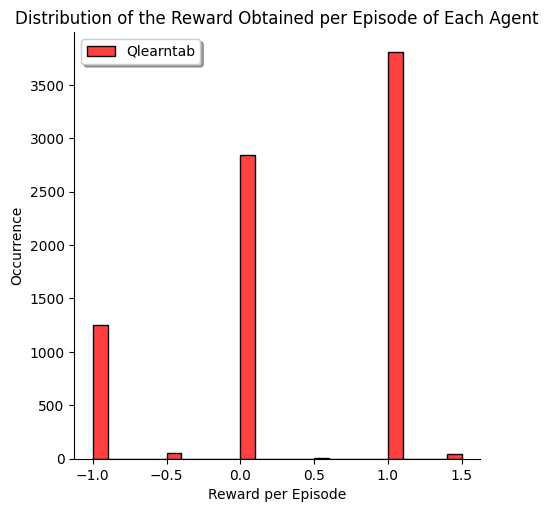 Distribution of the Reward Obtained per Episode of Each Agent
Qlearntab
3500
3000
2500
2000
1500
1000
500
0
Occurrence
−1.0 −0.5 0.0 0.5 1.0 1.5
Reward per Episode